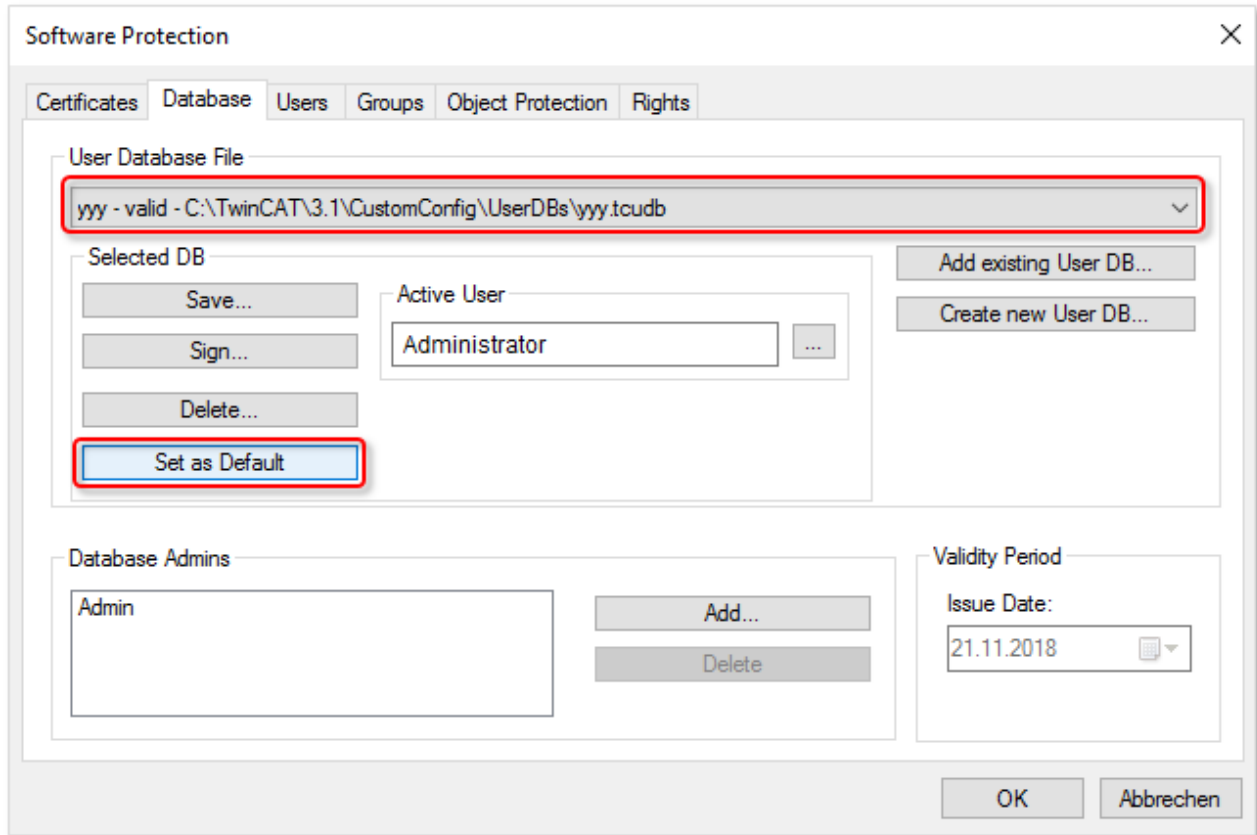 Software Protection
Certificates Database Users Groups Object Protection Rights
User Database File
yyy - valid - C:\TwinCAT\3.1\CustomConfig\UserDBs\yyy.tcudb
Selected DB
Save...
Sign...
Delete...
Set as Default
Active User
Administrator
...
Add existing User DB...
Create new User DB...
Database Admins
Admin
Add...
Delete
Validity Period
Issue Date:
21.11.2018
OK Abbrechen